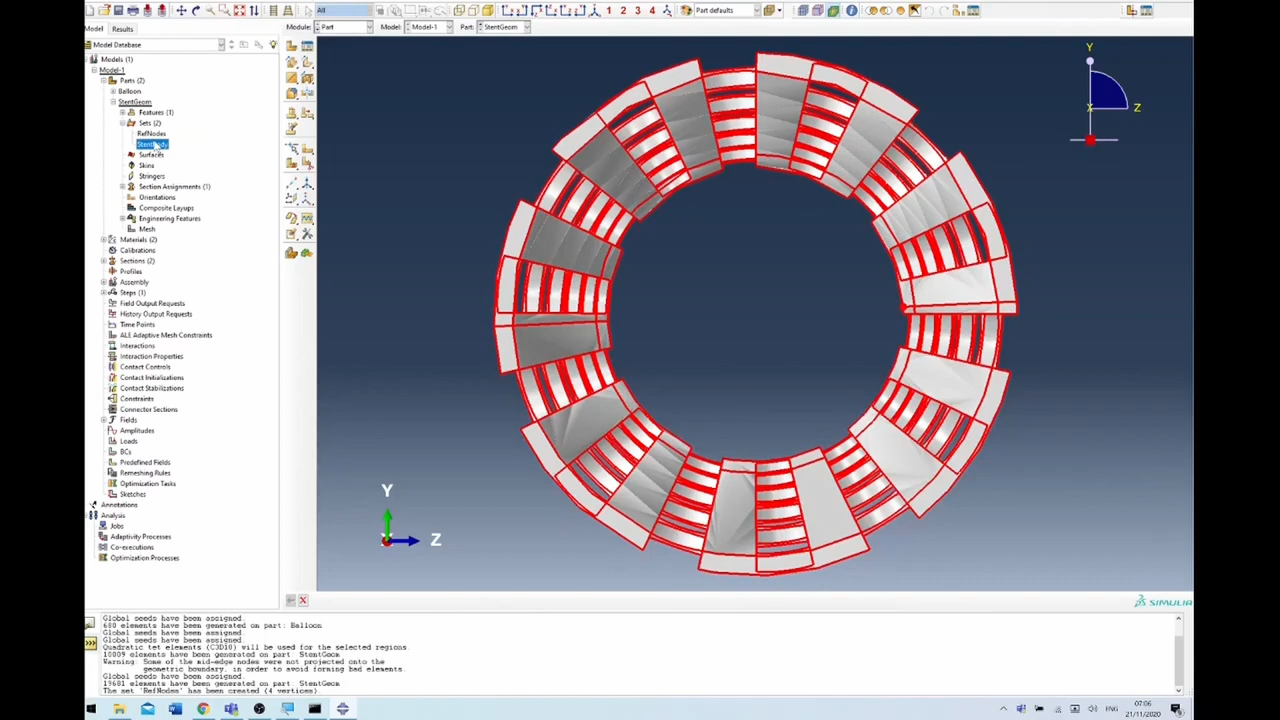 All
1 2 3 4
Part defaults
Model Results
Module: Part Model: Model-1 Part: StentGeom
Model Database
Models (1)
Model-1
Parts (2)
Balloon
StentGeom
Features (1)
Sets (2)
RefNodes
StentBody
Surfaces
Skins
Stringers
Section Assignments (1)
Orientations
Composite Layups
Engineering Features
Mesh
Materials (2)
Calibrations
Sections (2)
Profiles
Assembly
Steps (1)
Field Output Requests
History Output Requests
Time Points
ALE Adaptive Mesh Constraints
Interactions
Interaction Properties
Contact Controls
Contact Initializations
Contact Stabilizations
Constraints
Connector Sections
Fields
Amplitudes
Loads
BCs
Predefined Fields
Remeshing Rules
Optimization Tasks
Sketches
Annotations
Analysis
Jobs
Adaptivity Processes
Co-executions
Optimization Processes
Y
X
Z
Y
Z
SIMULIA
Global seeds have been assigned.
680 elements have been generated on part: Balloon
Global seeds have been assigned.
Global seeds have been assigned.
Quadratic tet elements (C3D10) will be used for the selected regions.
10009 elements have been generated on part: StentGeom
Warning: Some of the mid-edge nodes were not projected onto the
geometric boundary, in order to avoid forming bad elements.
Global seeds have been assigned.
19681 elements have been generated on part: StentGeom
The set 'RefNodes' has been created (4 vertices)
ENG
07:06
21/11/2020